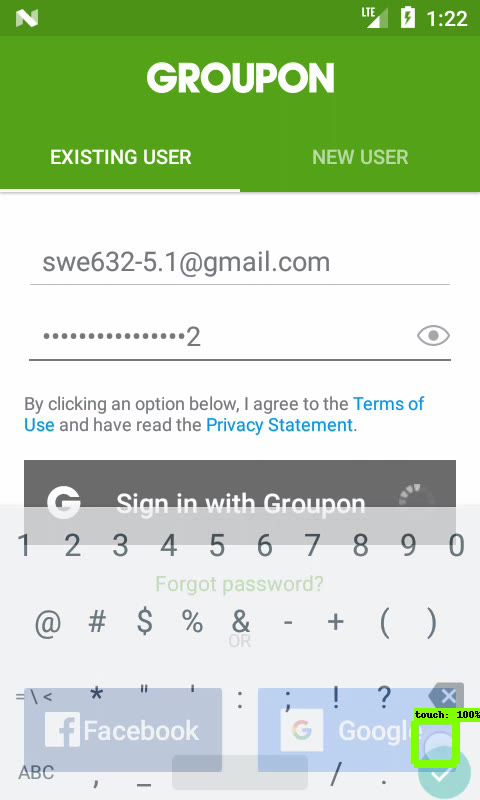 LTE 1:22
GROUPON
EXISTING USER NEW USER
swe632-5.1@gmail.com
••••••••••••••••2
By clicking an option below, I agree to the Terms of
Use and have read the Privacy Statement.
G Sign in with Groupon
1 2 3 4 5 6 7 8 9 0
Forgot password?
@ # $ % & - + ( )
OR
= \ < * " ' : ; ! ?
touch: 100%
Facebook G Google
ABC , _ / .